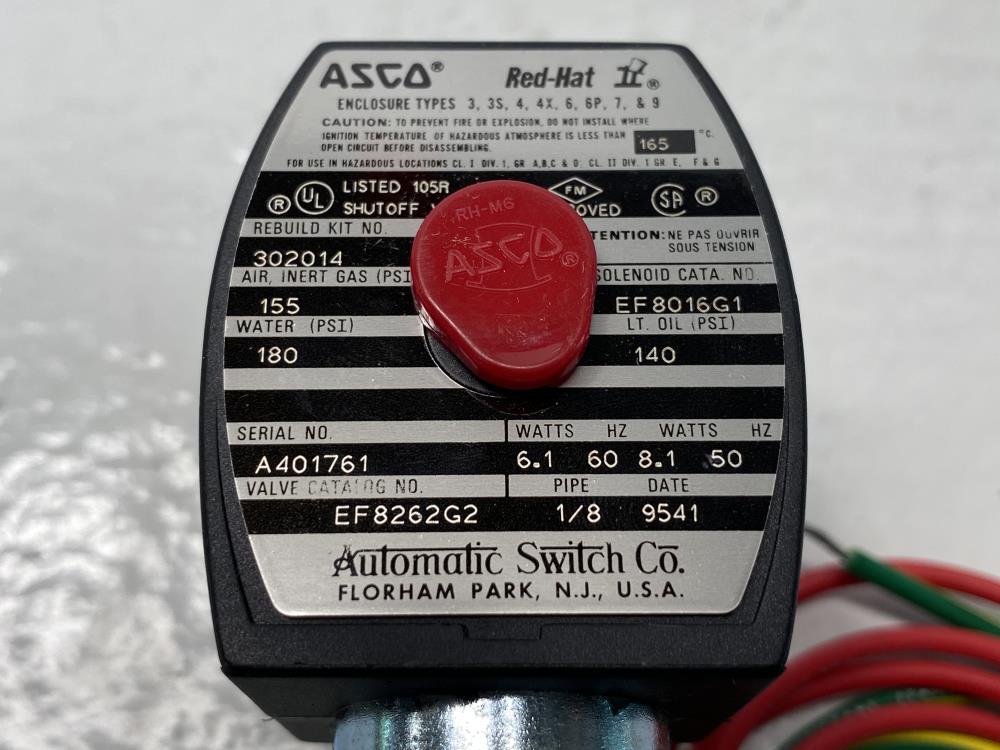 ASCO® Red-Hat II®
ENCLOSURE TYPES 3, 3S, 4, 4X, 6, 6P, 7, & 9
CAUTION: TO PREVENT FIRE OR EXPLOSION, DO NOT INSTALL WHERE
IGNITION TEMPERATURE OF HAZARDOUS ATMOSPHERE IS LESS THAN 165 °C.
OPEN CIRCUIT BEFORE DISASSEMBLING.
FOR USE IN HAZARDOUS LOCATIONS CL. I DIV. 1, GR A,B,C & D; CL. II DIV. 1 GR E, F & G
® UL LISTED 105R FM SA ®
SHUTOFF V OVED
RH-M6
ASCO®
REBUILD KIT NO. TENTION: NE PAS OUVRIR
SOUS TENSION
302014
AIR, INERT GAS (PSI SOLENOID CATA. NO.
155 EF8016G1
WATER (PSI) LT. OIL (PSI)
180 140
SERIAL NO. WATTS HZ WATTS HZ
A401761 6.1 60 8.1 50
VALVE CATALOG NO. PIPE DATE
EF8262G2 1/8 9541
Automatic Switch Co.
FLORHAM PARK, N.J., U.S.A.